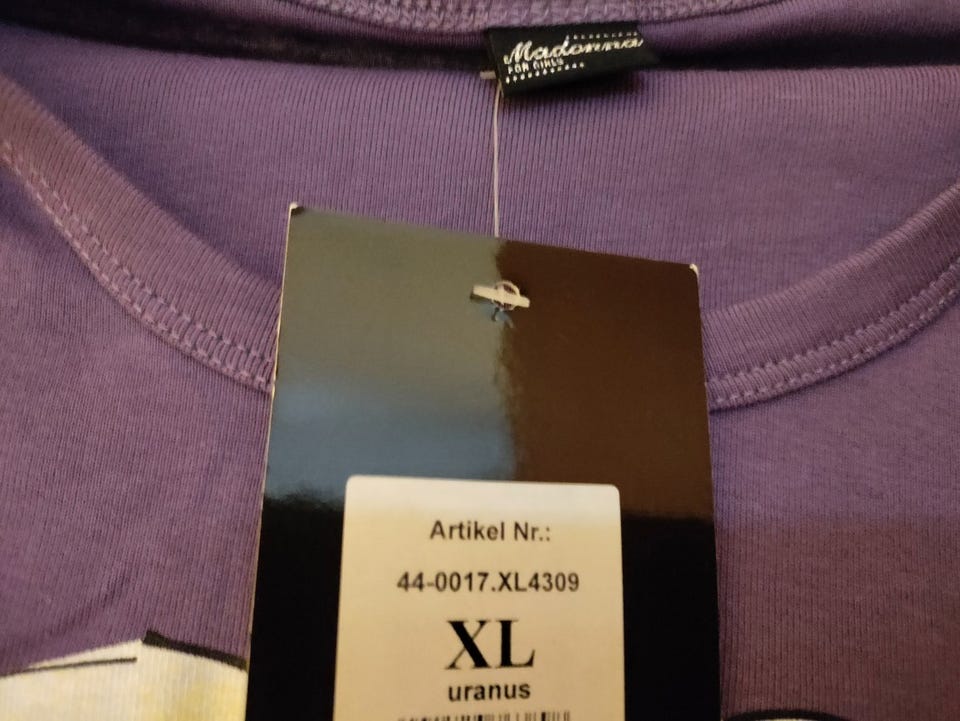 Madonna
FOR GIRLS
Artikel Nr.:
44-0017.XL4309
XL
uranus